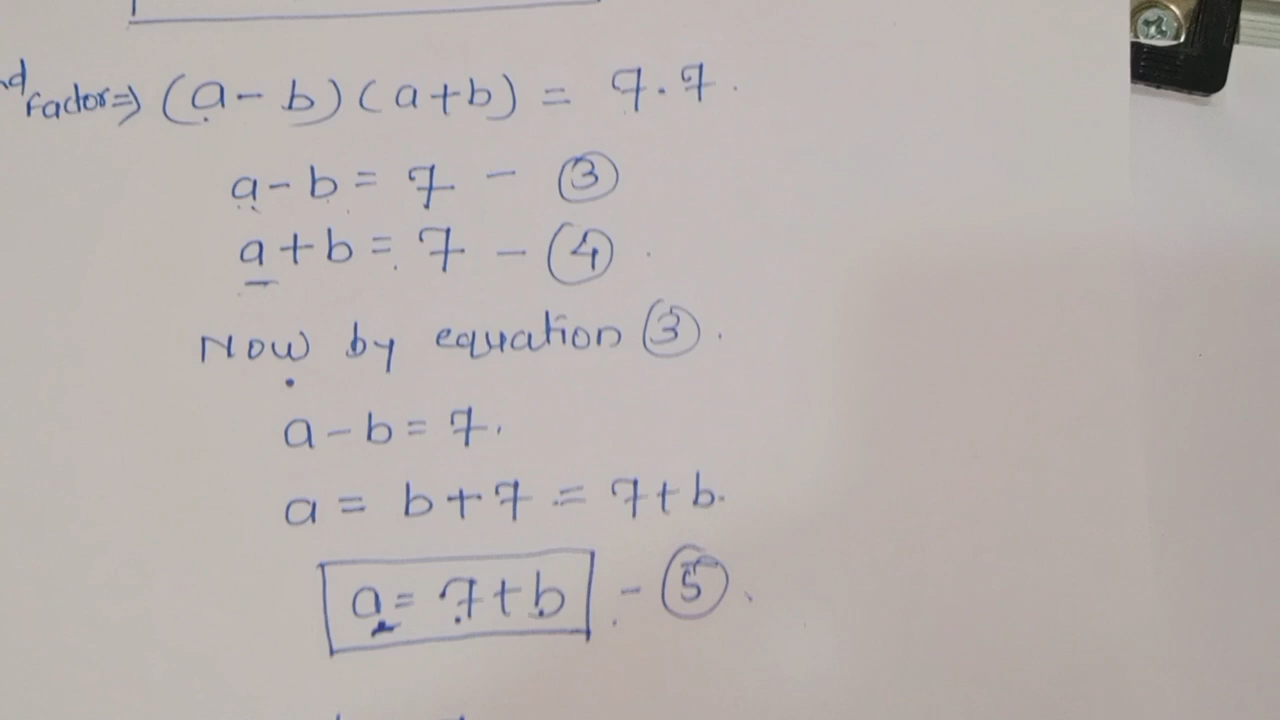 Factor⇒ (a-b)(a+b) = 7.7.
a-b = 7 - ③
a+b = 7 - ④
Now by equation ③.
a-b = 7.
a = b+7 = 7+b.
a = 7+b - ⑤